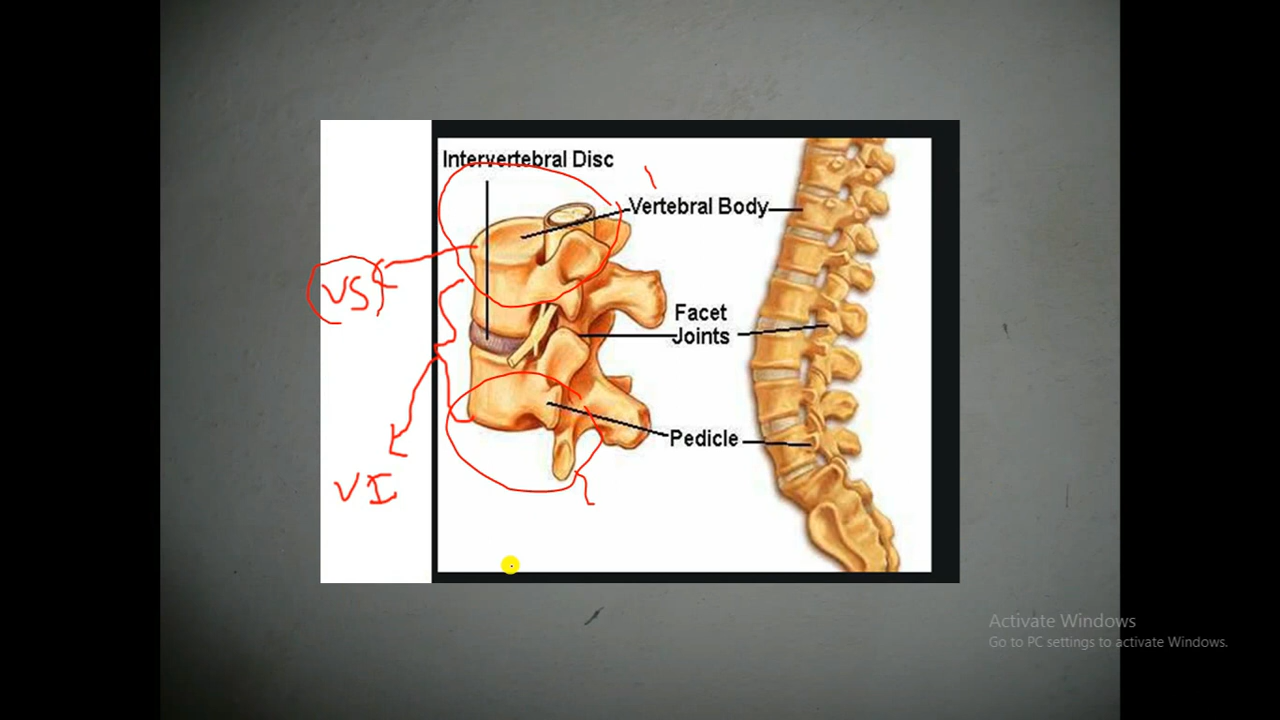 Intervertebral Disc
Vertebral Body
VS
Facet
Joints
Pedicle
VI
Activate Windows
Go to PC settings to activate Windows.